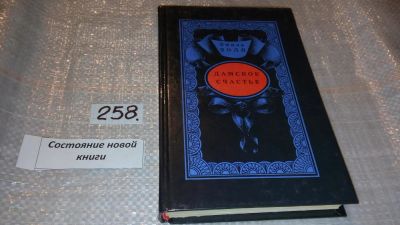 Эмиль
ЗОЛЯ
ДАМСКОЕ
СЧАСТЬЕ
258.
Состояние новой
книги